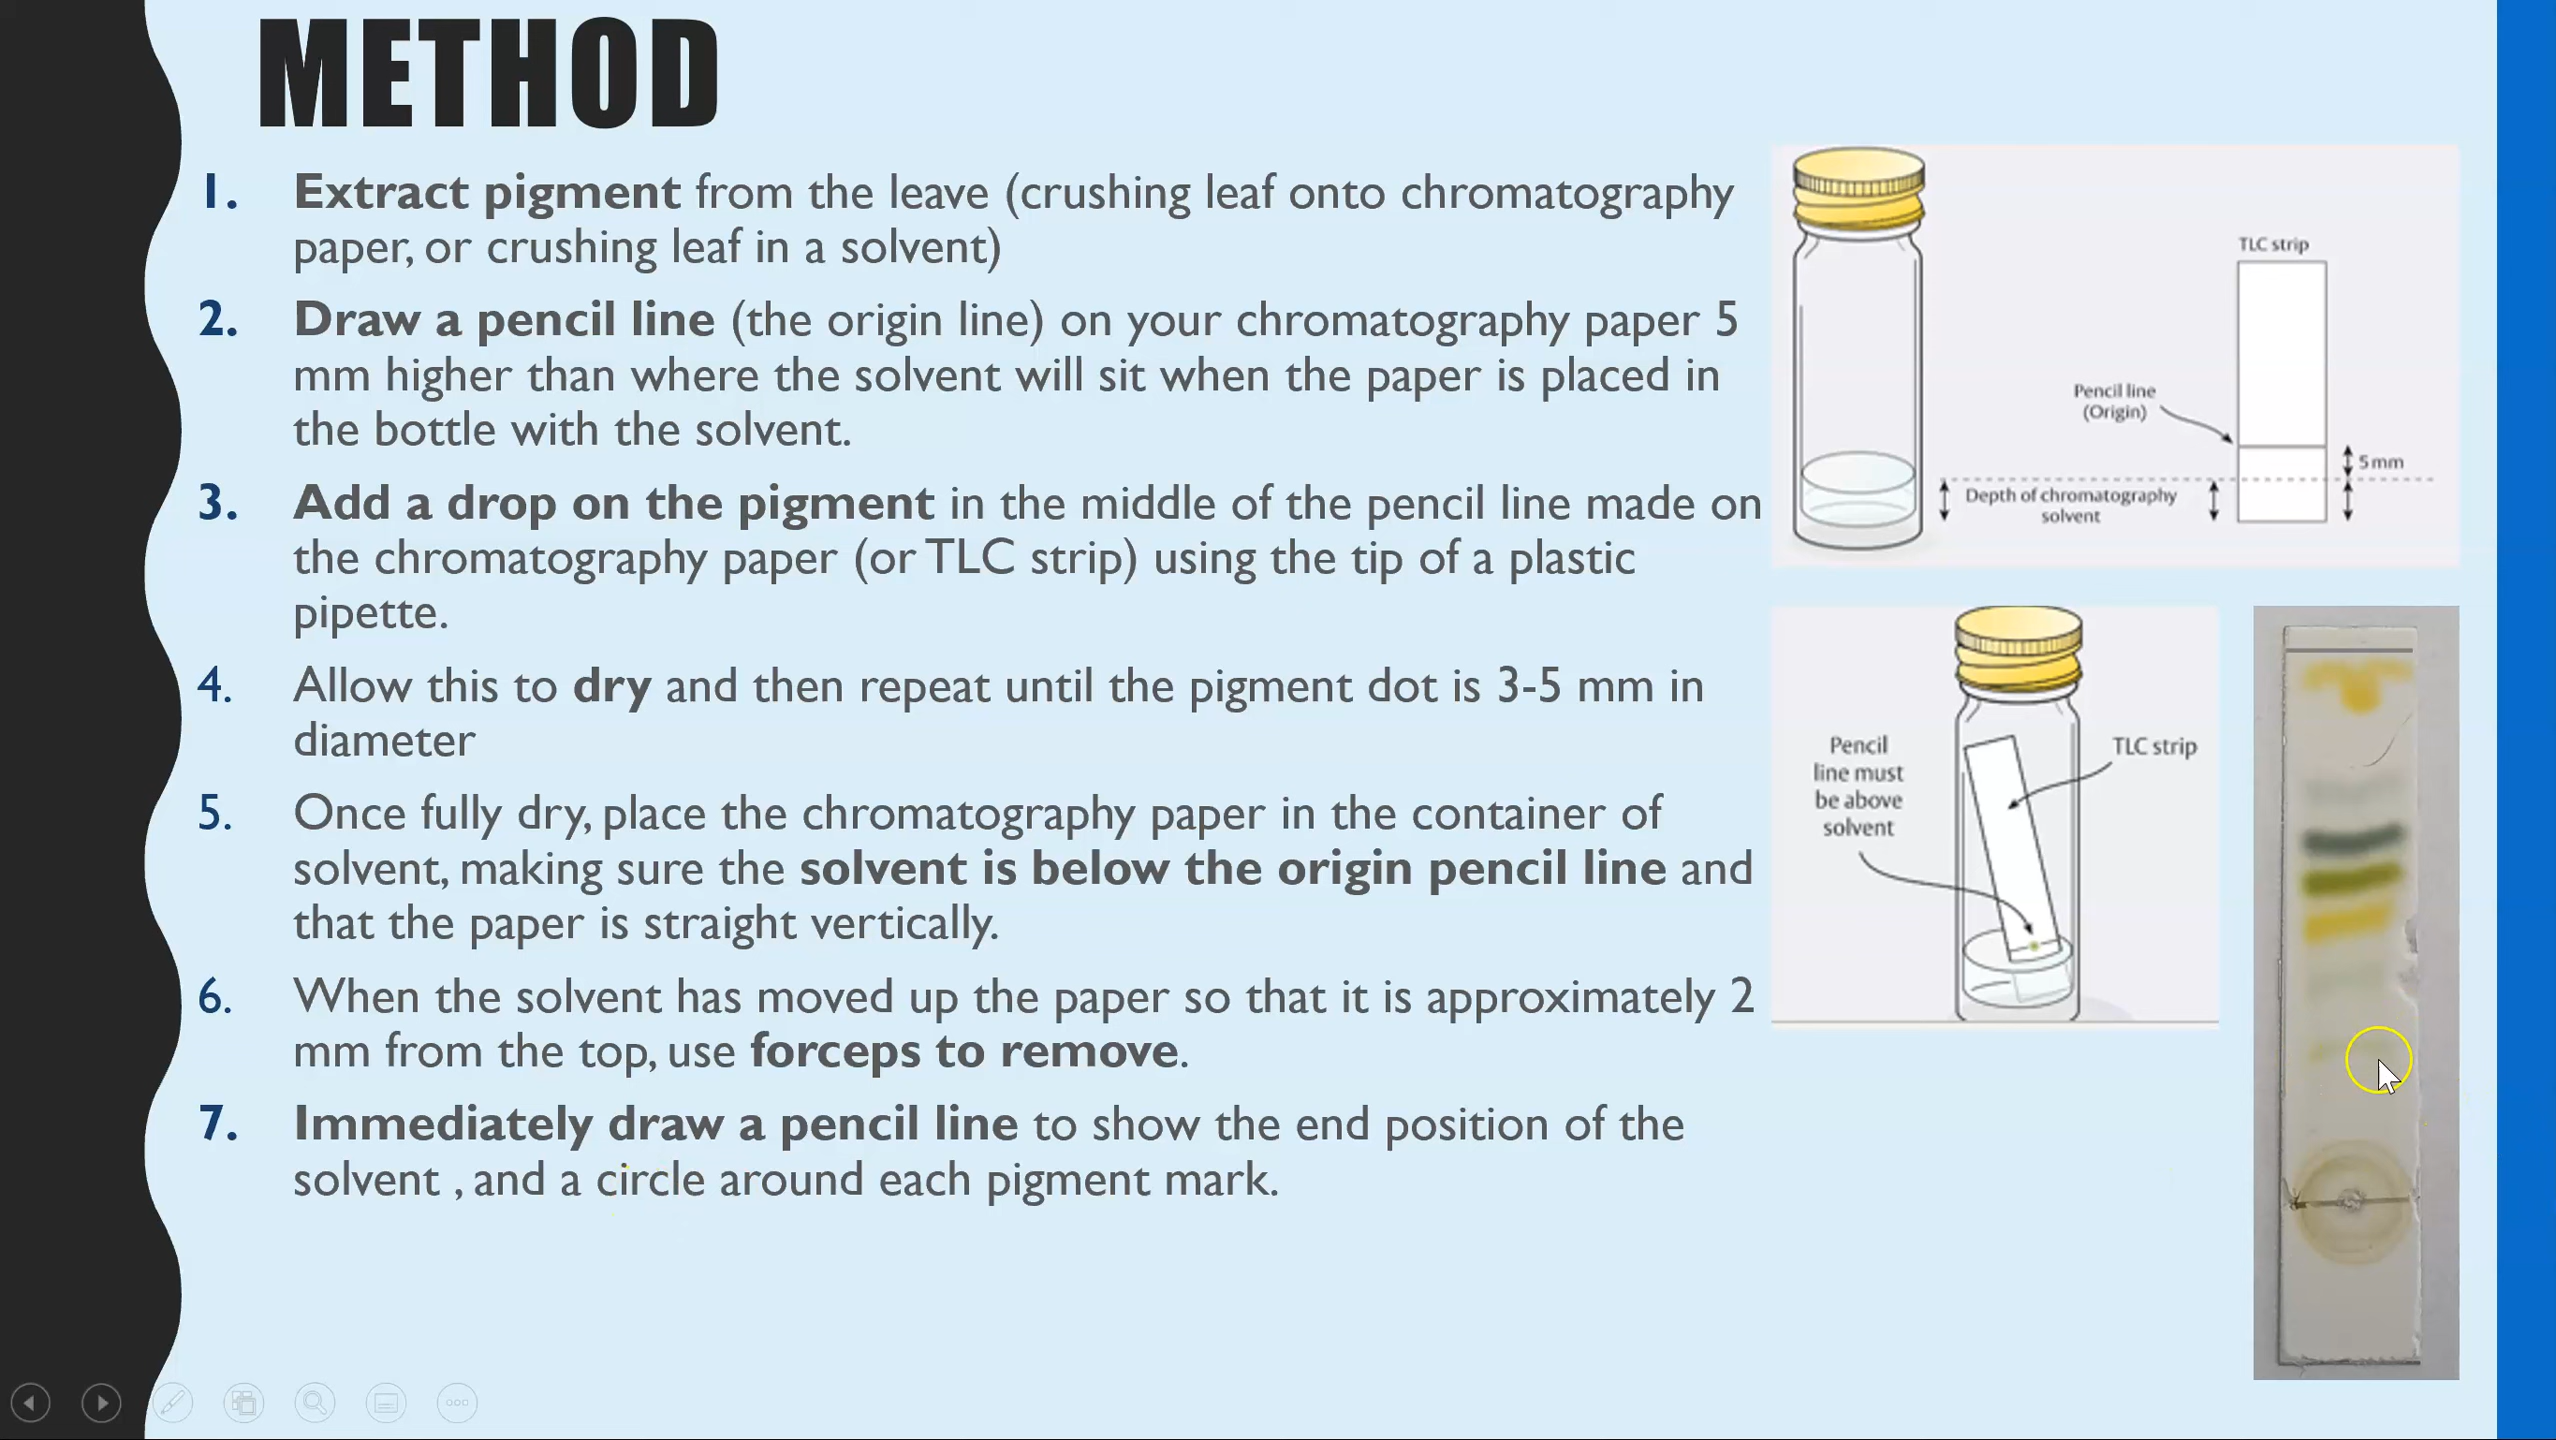 METHOD
1. Extract pigment from the leave (crushing leaf onto chromatography
paper, or crushing leaf in a solvent)
2. Draw a pencil line (the origin line) on your chromatography paper 5
mm higher than where the solvent will sit when the paper is placed in
the bottle with the solvent.
3. Add a drop on the pigment in the middle of the pencil line made on
the chromatography paper (or TLC strip) using the tip of a plastic
pipette.
4. Allow this to dry and then repeat until the pigment dot is 3-5 mm in
diameter
5. Once fully dry, place the chromatography paper in the container of
solvent, making sure the solvent is below the origin pencil line and
that the paper is straight vertically.
6. When the solvent has moved up the paper so that it is approximately 2
mm from the top, use forceps to remove.
7. Immediately draw a pencil line to show the end position of the
solvent , and a circle around each pigment mark.
TLC strip
Pencil line
(Origin)
5 mm
Depth of chromatography
solvent
Pencil
line must
be above
solvent
TLC strip